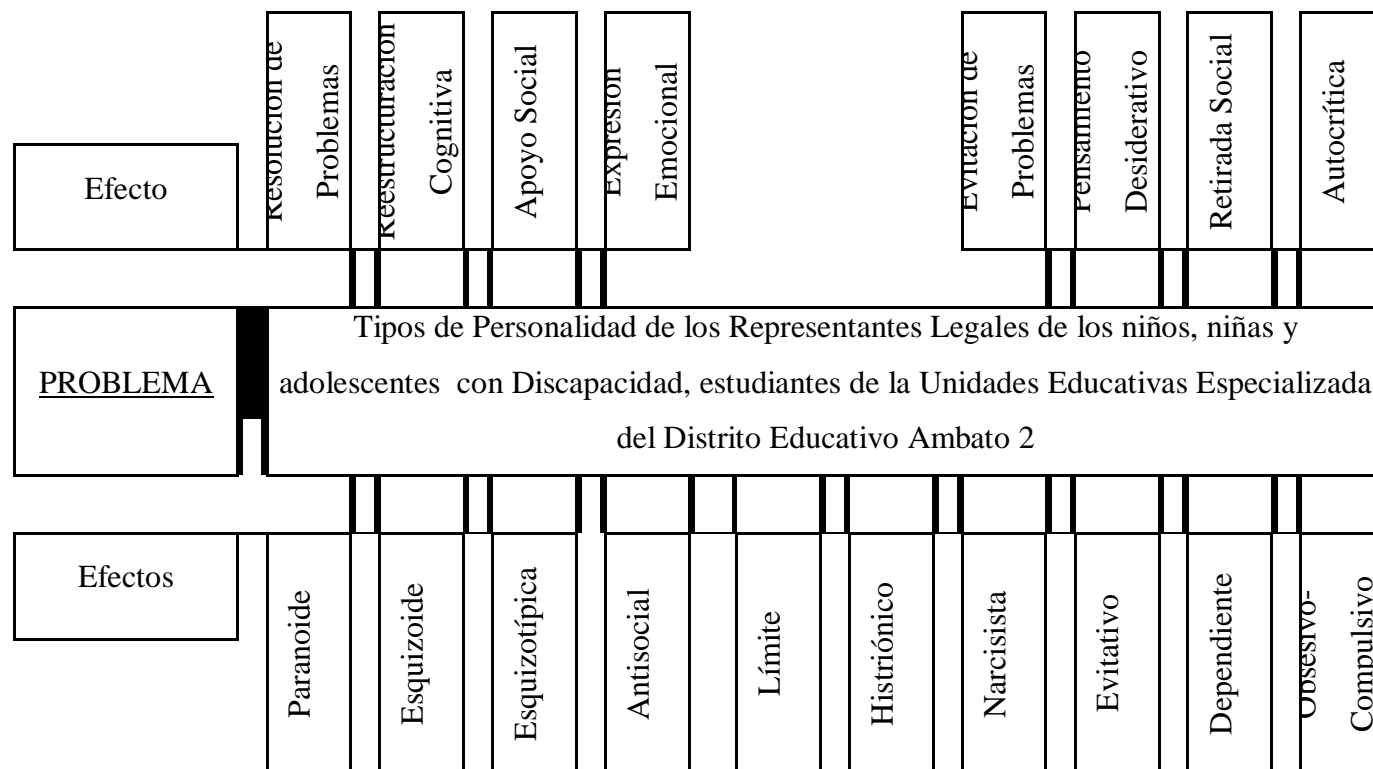 Efecto
Resolución de
Problemas
Reestructuración
Cognitiva
Apoyo Social
Expresión
Emocional
Evitación de
Problemas
Pensamiento
Desiderativo
Retirada Social
Autocrítica
PROBLEMA
Tipos de Personalidad de los Representantes Legales de los niños, niñas y
adolescentes con Discapacidad, estudiantes de la Unidades Educativas Especializada
del Distrito Educativo Ambato 2
Efectos
Paranoide
Esquizoide
Esquizotípica
Antisocial
Límite
Histriónico
Narcisista
Evitativo
Dependiente
Obsesivo-
Compulsivo